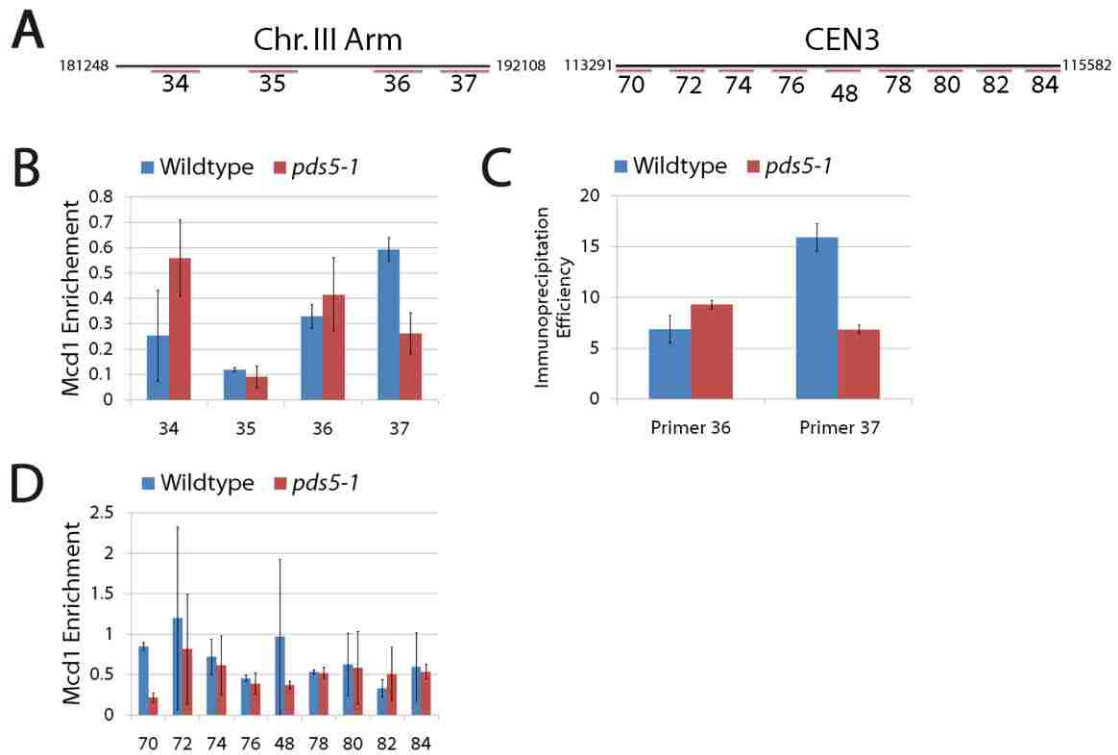 A
Chr.III Arm
CEN3
181248
192108
113291
115582
34
35
36
37
70
72
74
76
48
78
80
82
84
B
Wildtype
pds5-1
Mcd1 Enrichement
0.8
0.7
0.6
0.5
0.4
0.3
0.2
0.1
0
34
35
36
37
C
Wildtype
pds5-1
Immunoprecipitation
Efficiency
20
15
10
5
0
Primer 36
Primer 37
D
Wildtype
pds5-1
Mcd1 Enrichment
2.5
2
1.5
1
0.5
0
70
72
74
76
48
78
80
82
84